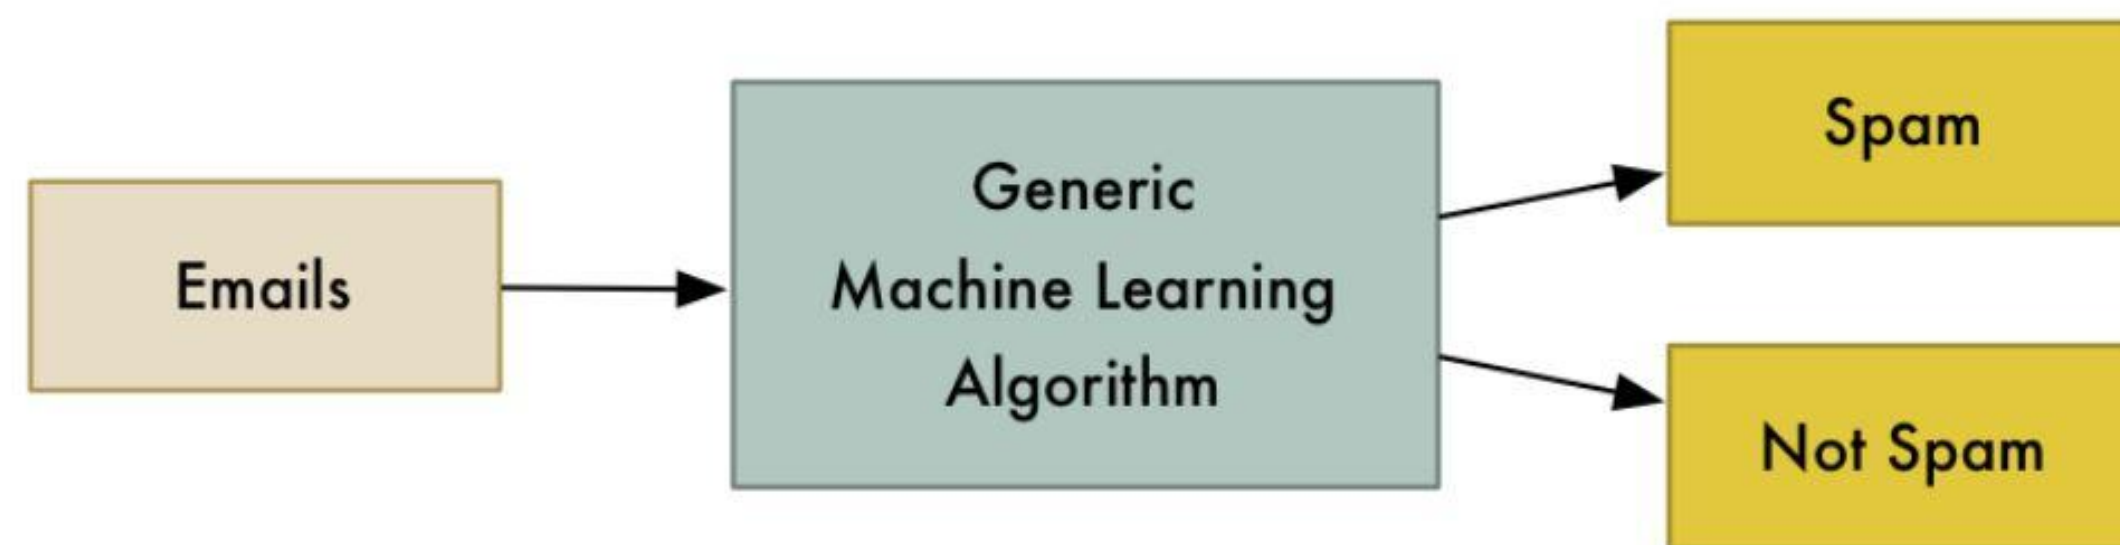 Emails
Generic
Machine Learning
Algorithm
Spam
Not Spam